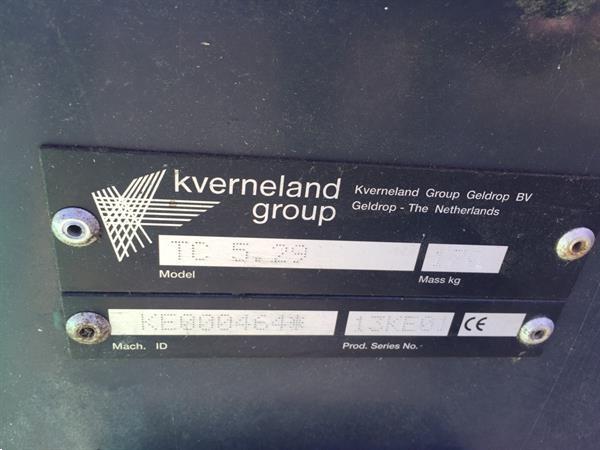 kverneland
group
Kverneland Group Geldrop BV
Geldrop - The Netherlands
TC 5.29
Model
Mass kg
KE000464*
13KE01
CE
Mach. ID
Prod. Series No.